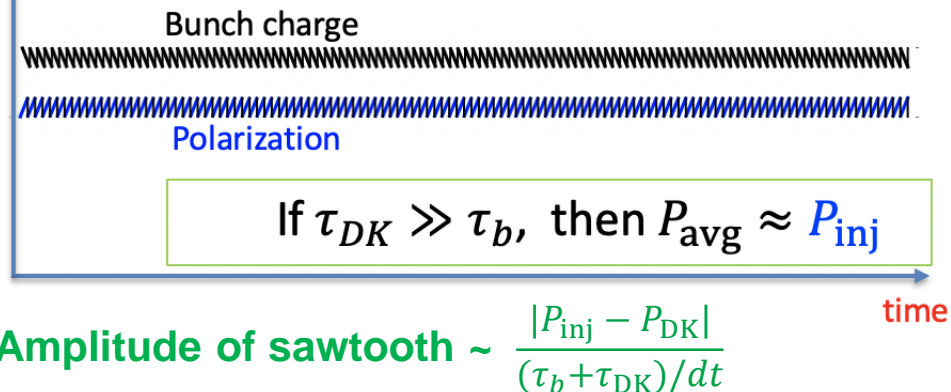 Bunch charge
Polarization
If τ_DK ≫ τ_b, then P_avg ≈ P_inj
time
Amplitude of sawtooth ~ |P_inj − P_DK| / (τ_b+τ_DK)/dt